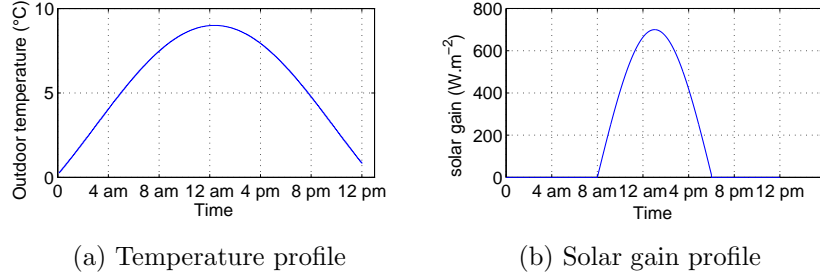 10
5
0
Outdoor temperature (°C)
0 4 am 8 am 12 am 4 pm 8 pm 12 pm
Time
(a) Temperature profile
800
600
400
200
0
solar gain (W.m⁻²)
0 4 am 8 am 12 am 4 pm 8 pm 12 pm
Time
(b) Solar gain profile